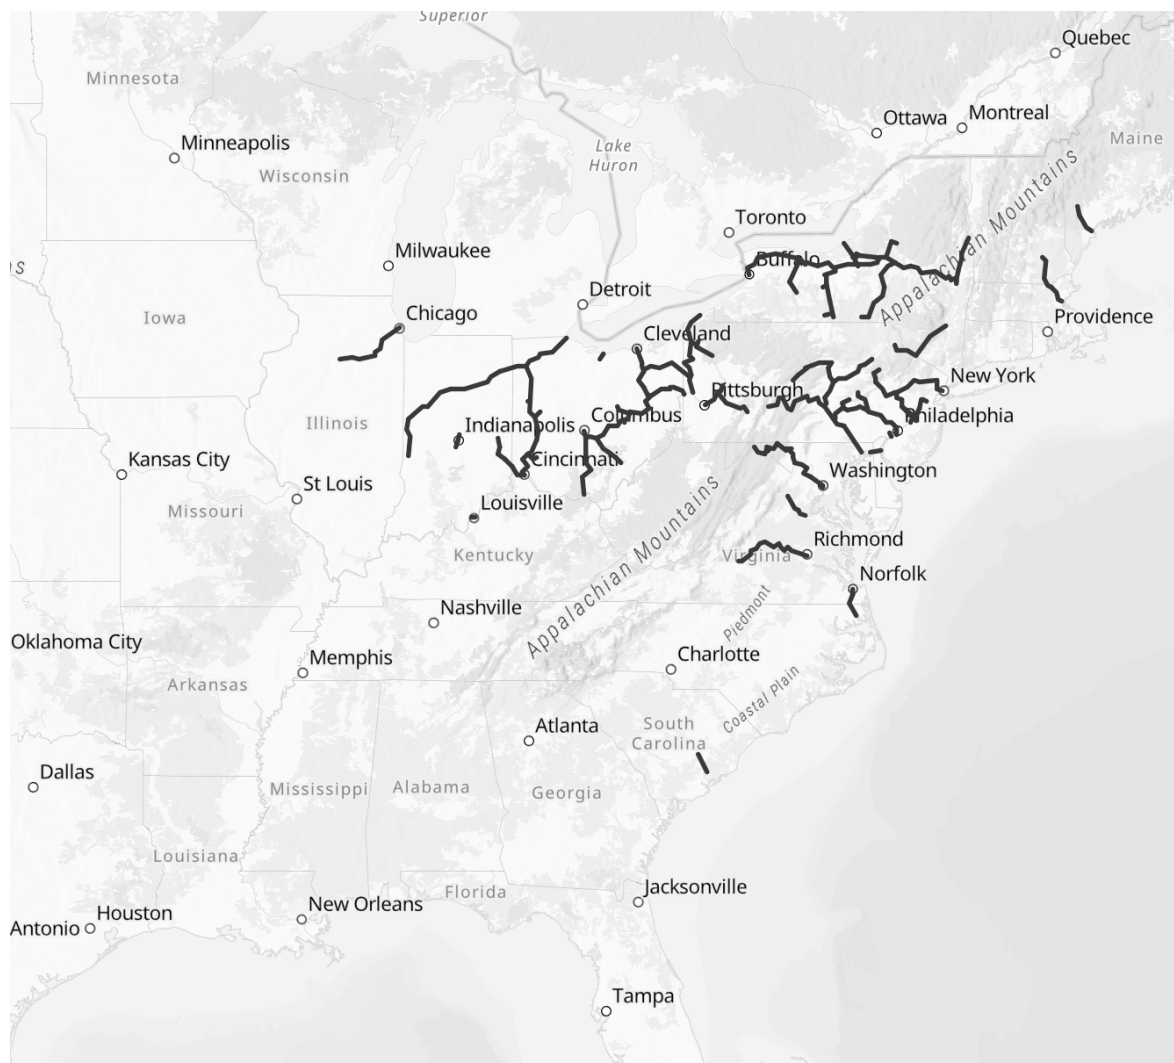 Superior
Quebec
Minnesota
Ottawa
Montreal
Minneapolis
Lake
Huron
Maine
Wisconsin
Appalachian Mountains
Toronto
Milwaukee
Buffalo
Detroit
Iowa
Chicago
Providence
Cleveland
New York
Pittsburgh
Illinois
Indianapolis
Columbus
Philadelphia
Kansas City
Cincinnati
Washington
St Louis
Missouri
Louisville
Appalachian Mountains
Kentucky
Virginia
Richmond
Norfolk
Nashville
Piedmont
Oklahoma City
Memphis
Charlotte
Arkansas
Coastal Plain
Atlanta
South
Carolina
Dallas
Mississippi
Alabama
Georgia
Louisiana
Florida
Jacksonville
Houston
New Orleans
Antonio
Tampa